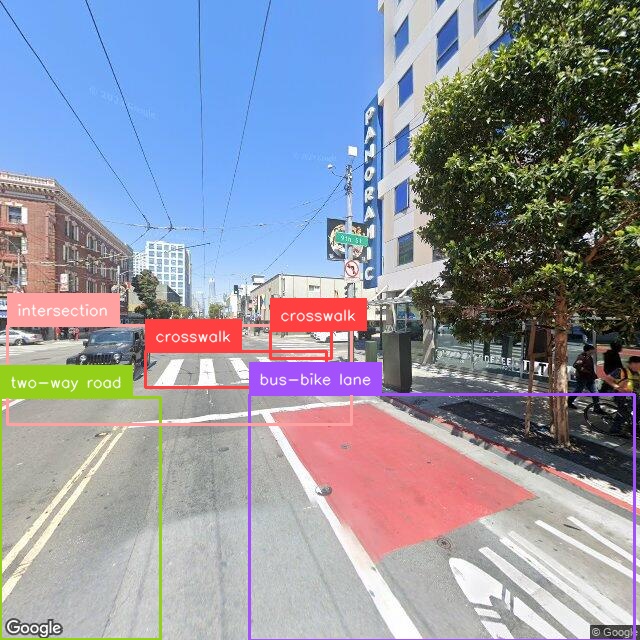 PANORAMIC
9th St
intersection
crosswalk
crosswalk
two-way road
bus-bike lane
Google
© Google